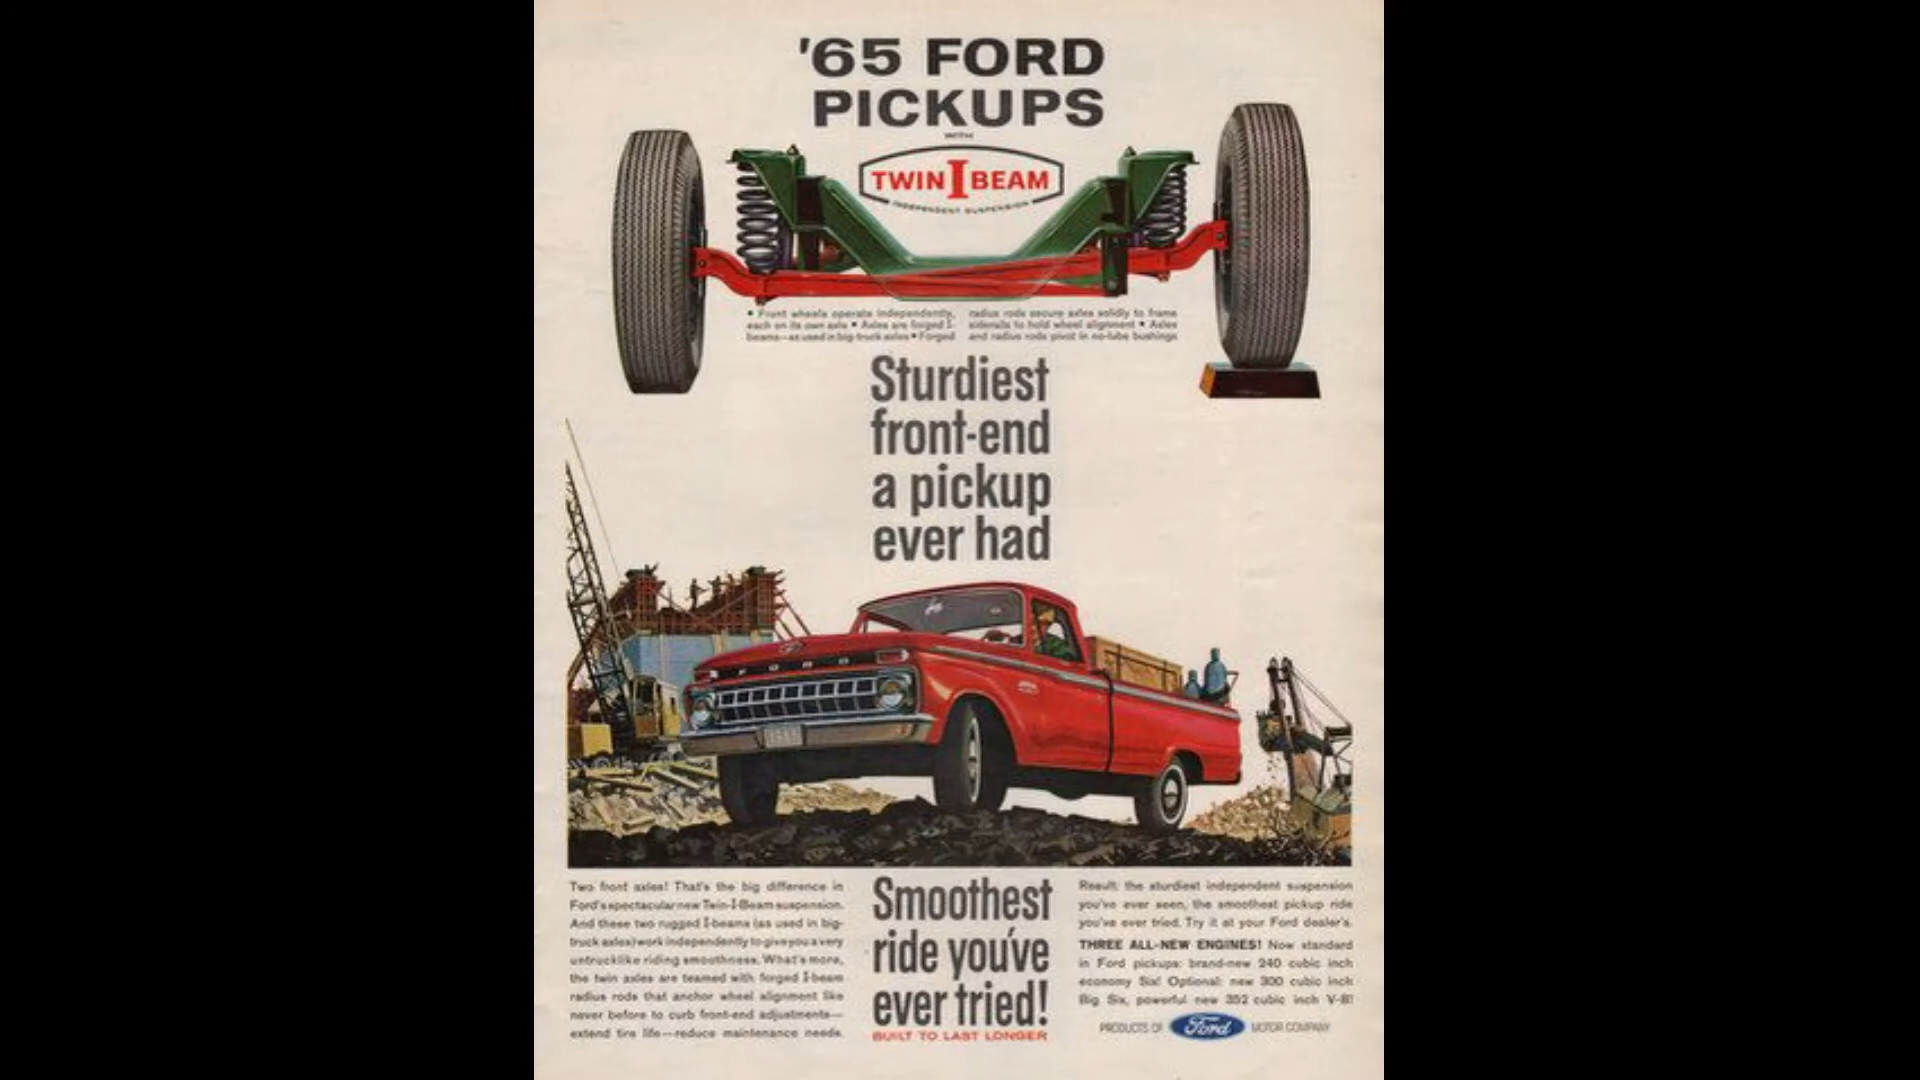 '65 FORD
PICKUPS
WITH
TWIN I BEAM
INDEPENDENT SUSPENSION
• Front wheels operate independently,
each on its own axle • Axles are forged I-
beams—as used in big-truck axles • Forged
radius rods secure axles solidly to frame
siderails to hold wheel alignment • Axles
and radius rods pivot in no-lube bushings
Sturdiest
front-end
a pickup
ever had
FORD
1965
Two front axles! That's the big difference in
Ford's spectacular new Twin-I-Beam suspension.
And these two rugged I-beams (as used in big-
truck axles) work independently to give you a very
untrucklike riding smoothness. What's more,
the twin axles are teamed with forged I-beam
radius rods that anchor wheel alignment like
never before to curb front-end adjustments—
extend tire life—reduce maintenance needs.
Smoothest
ride you've
ever tried!
BUILT TO LAST LONGER
Result: the sturdiest independent suspension
you've ever seen, the smoothest pickup ride
you've ever tried. Try it at your Ford dealer's.
THREE ALL-NEW ENGINES! Now standard
in Ford pickups: brand-new 240 cubic inch
economy Six! Optional: new 300 cubic inch
Big Six, powerful new 352 cubic inch V-8!
PRODUCTS OF Ford MOTOR COMPANY